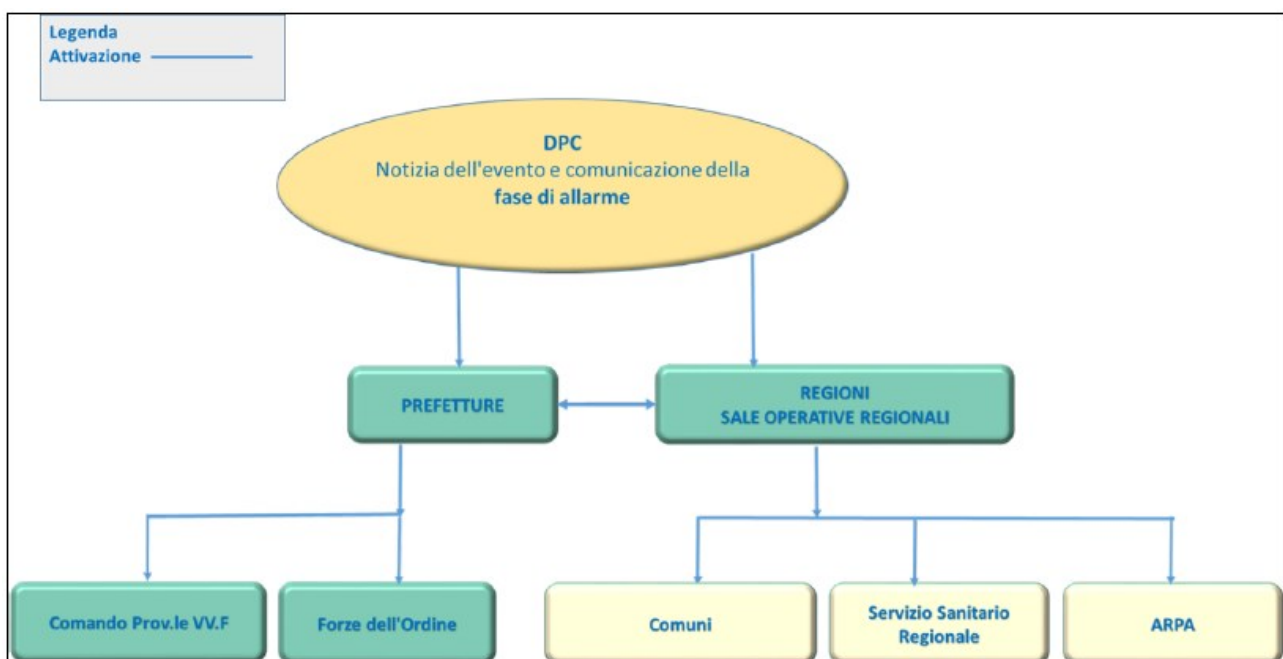 Legenda
Attivazione
DPC
Notizia dell'evento e comunicazione della
fase di allarme
PREFETTURE
REGIONI
SALE OPERATIVE REGIONALI
Comando Prov.le VV.F
Forze dell'Ordine
Comuni
Servizio Sanitario
Regionale
ARPA